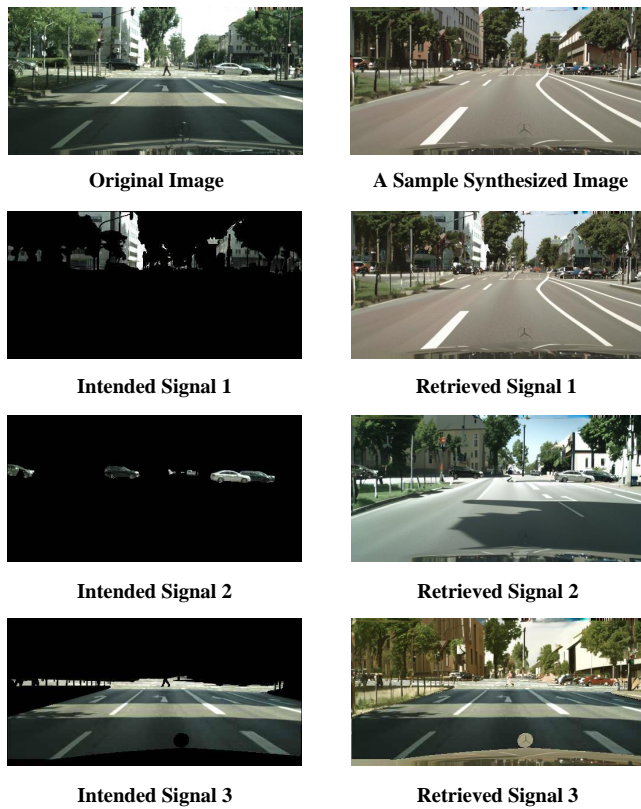 Original Image
A Sample Synthesized Image
Intended Signal 1
Retrieved Signal 1
Intended Signal 2
Retrieved Signal 2
Intended Signal 3
Retrieved Signal 3